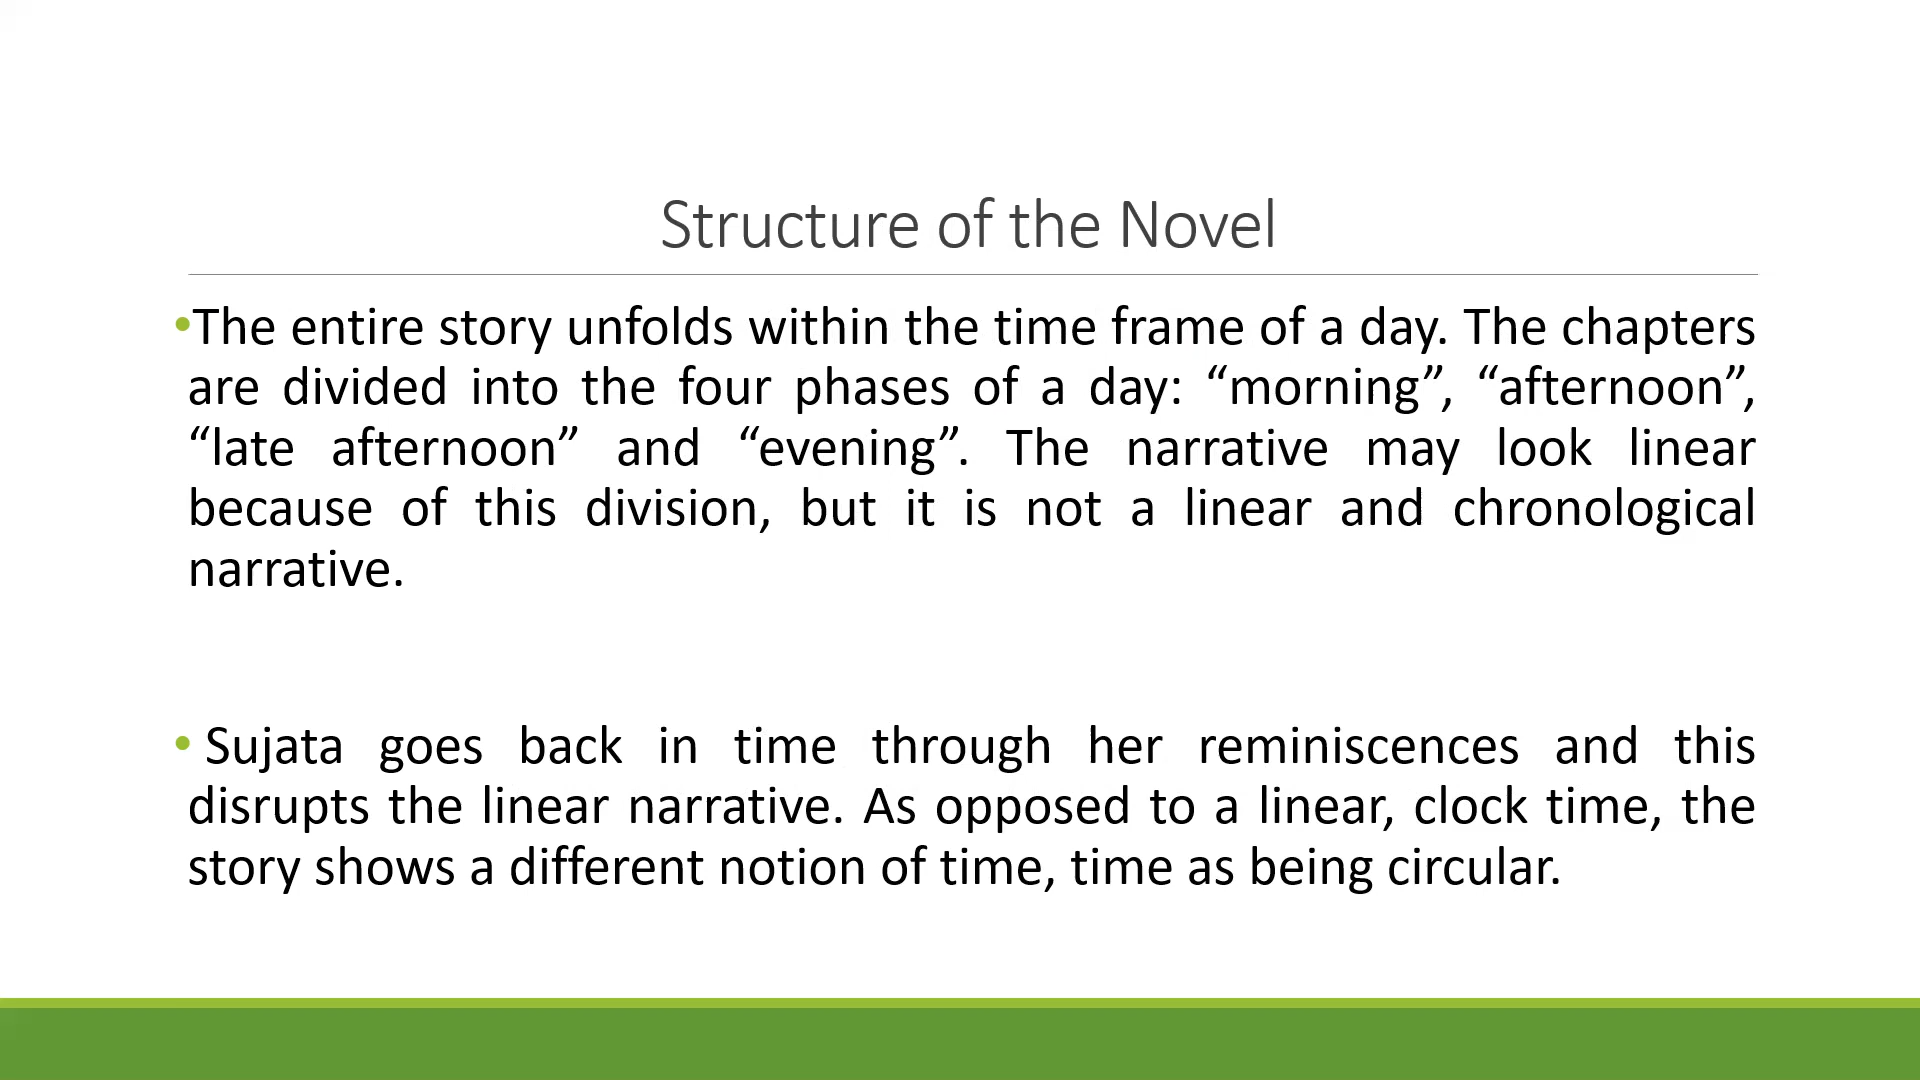 Structure of the Novel
•The entire story unfolds within the time frame of a day. The chapters
are divided into the four phases of a day: “morning”, “afternoon”,
“late afternoon” and “evening”. The narrative may look linear
because of this division, but it is not a linear and chronological
narrative.
• Sujata goes back in time through her reminiscences and this
disrupts the linear narrative. As opposed to a linear, clock time, the
story shows a different notion of time, time as being circular.